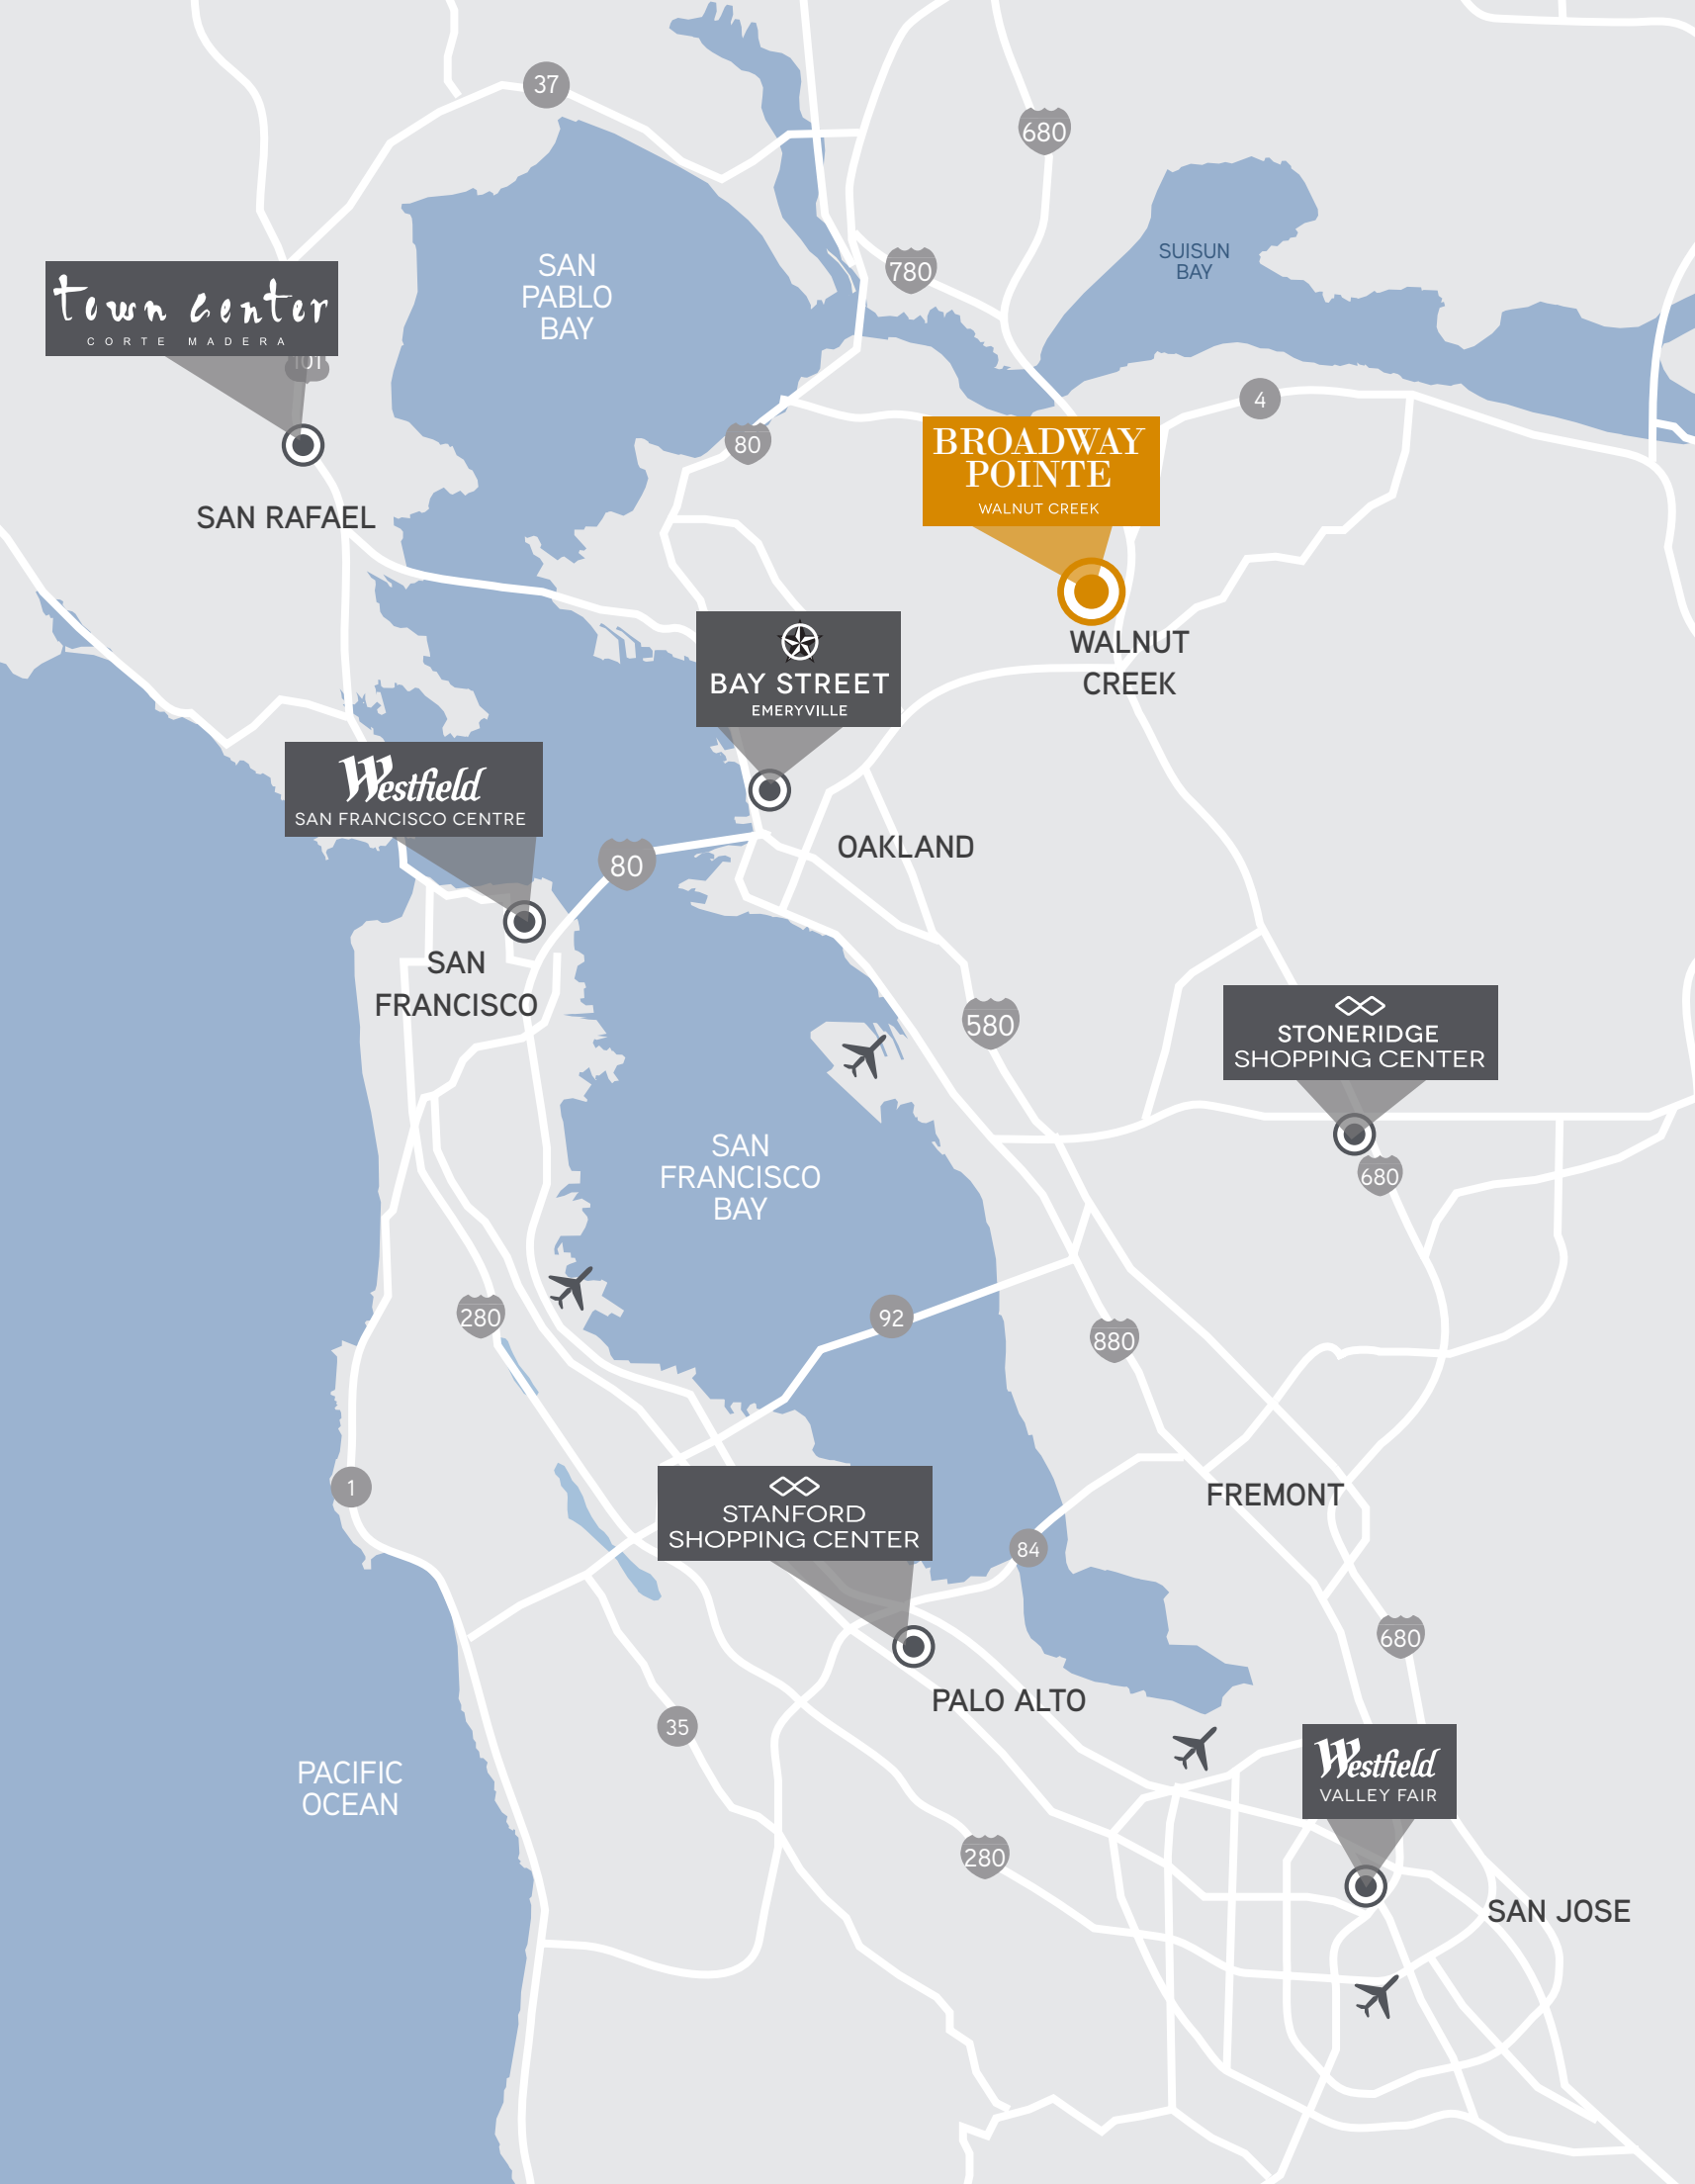 37
680
SUISUN
BAY
780
SAN
PABLO
BAY
town center
CORTE MADERA
101
4
80
BROADWAY
POINTE
WALNUT CREEK
SAN RAFAEL
WALNUT
CREEK
BAY STREET
EMERYVILLE
Westfield
SAN FRANCISCO CENTRE
80
OAKLAND
SAN
FRANCISCO
580
STONERIDGE
SHOPPING CENTER
SAN
FRANCISCO
BAY
680
280
92
880
1
STANFORD
SHOPPING CENTER
FREMONT
84
680
PALO ALTO
35
PACIFIC
OCEAN
Westfield
VALLEY FAIR
280
SAN JOSE